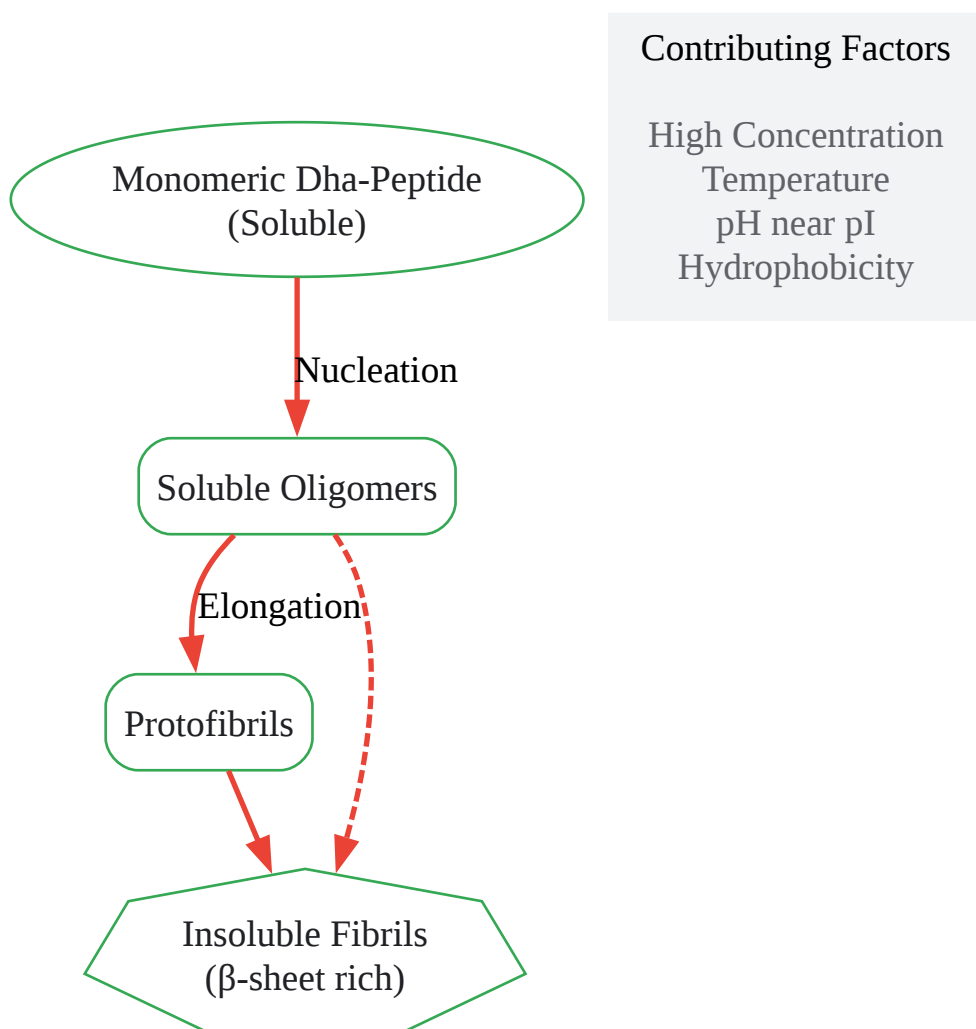 Contributing Factors
High Concentration
Temperature
pH near pI
Hydrophobicity
Monomeric Dha-Peptide
(Soluble)
Nucleation
Soluble Oligomers
Elongation
Protofibrils
Insoluble Fibrils
(β-sheet rich)